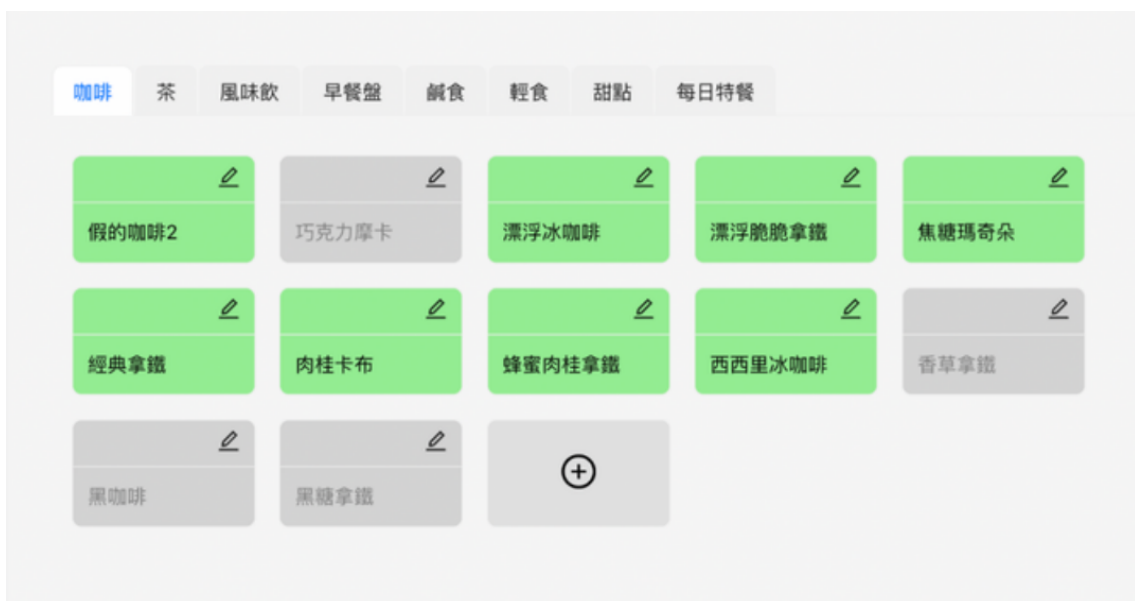 咖啡 茶 風味飲 早餐盤 鹹食 輕食 甜點 每日特餐
假的咖啡2 巧克力摩卡 漂浮冰咖啡 漂浮脆脆拿鐵 焦糖瑪奇朵
經典拿鐵 肉桂卡布 蜂蜜肉桂拿鐵 西西里冰咖啡 香草拿鐵
黑咖啡 黑糖拿鐵